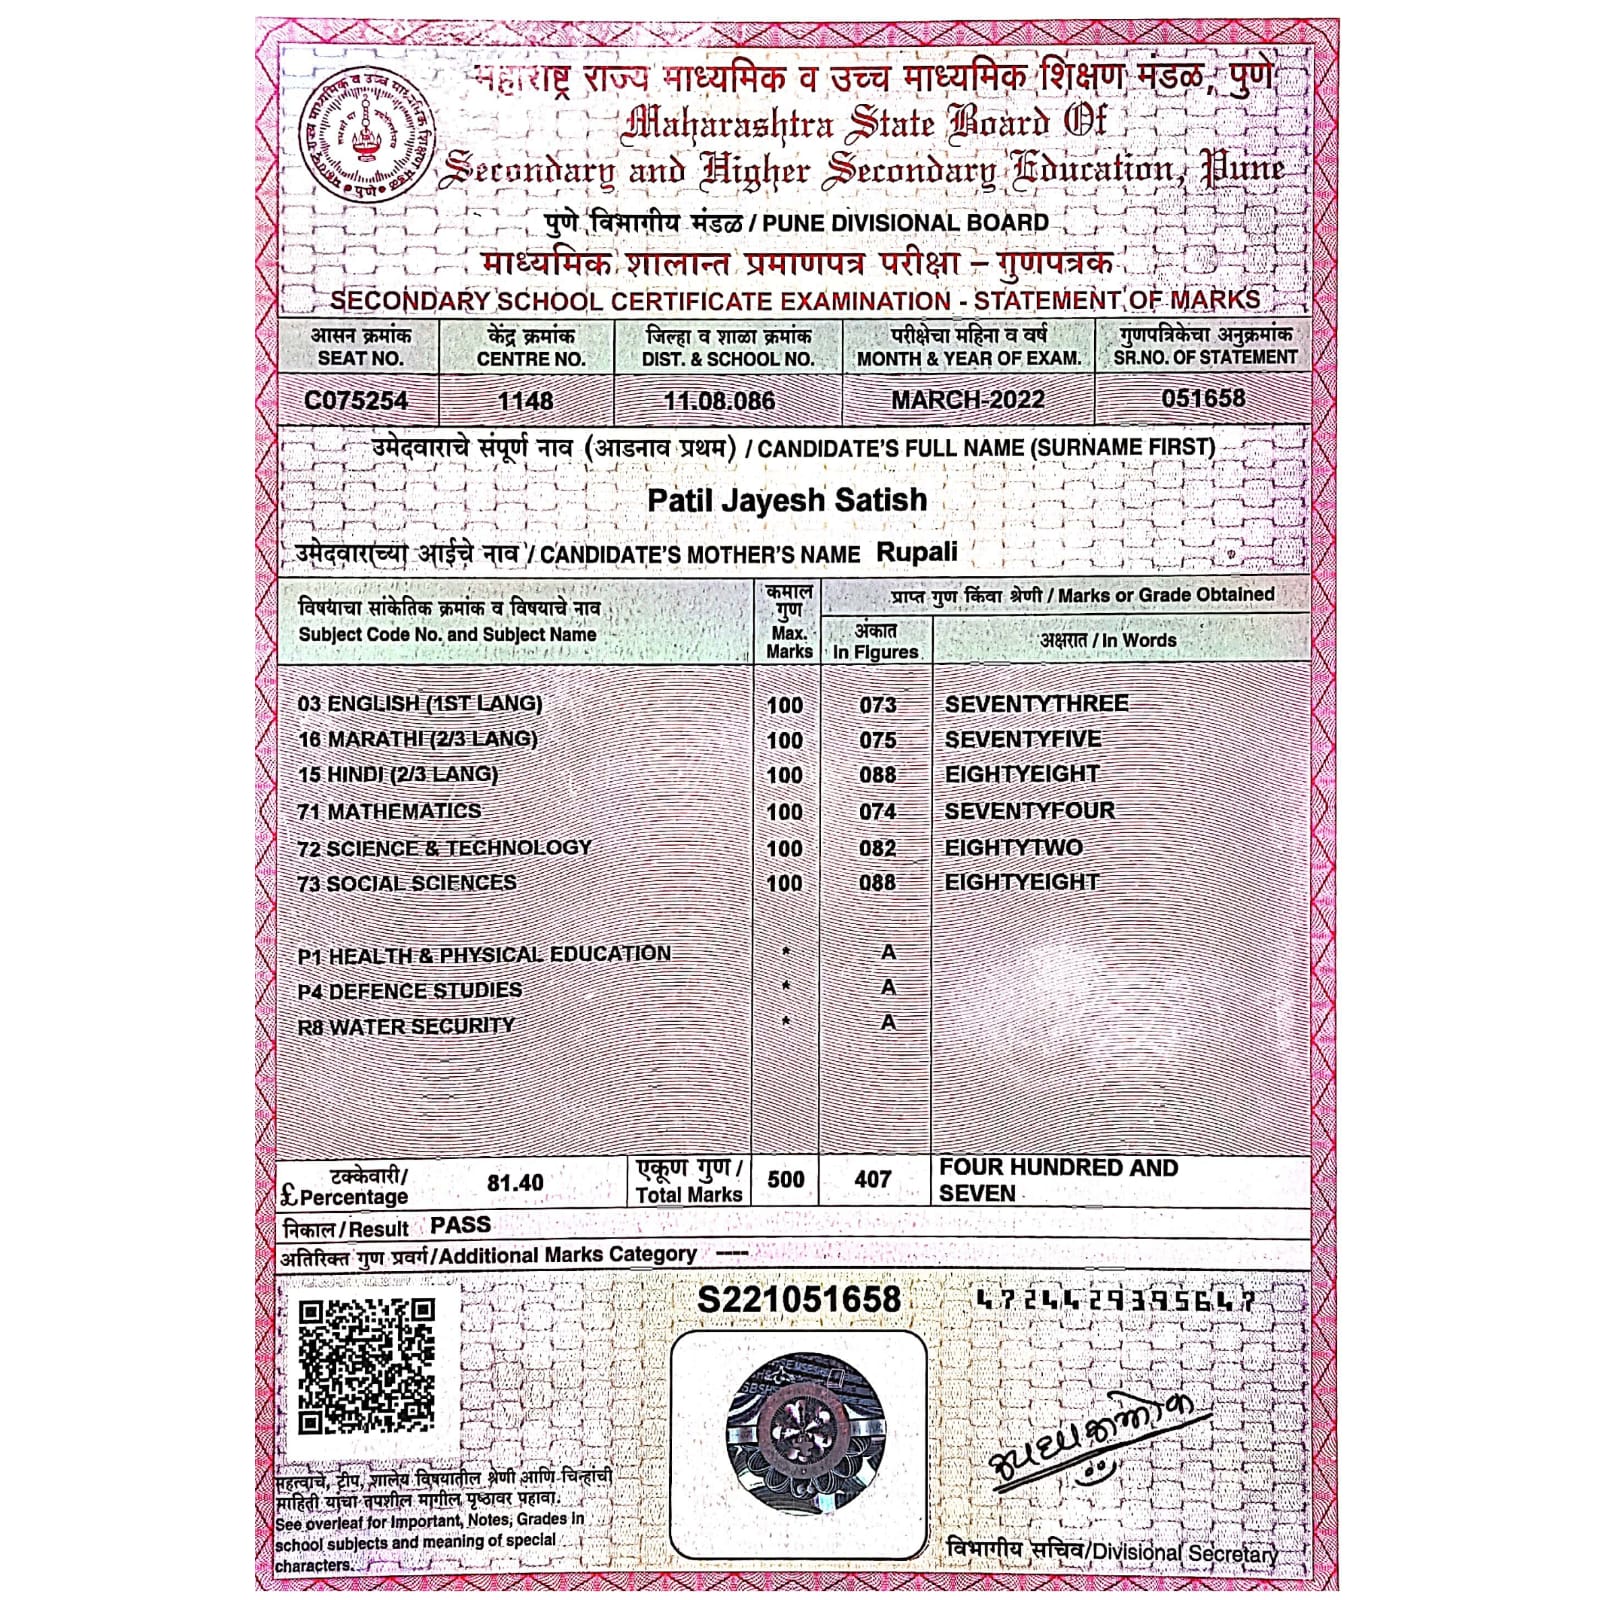 महाराष्ट्र राज्य माध्यमिक व उच्च माध्यमिक शिक्षण मंडळ, पुणे
Maharashtra State Board Of
Secondary and Higher Secondary Education, Pune
पुणे विभागीय मंडळ / PUNE DIVISIONAL BOARD
माध्यमिक शालान्त प्रमाणपत्र परीक्षा – गुणपत्रक
SECONDARY SCHOOL CERTIFICATE EXAMINATION - STATEMENT OF MARKS
आसन क्रमांक केंद्र क्रमांक जिल्हा व शाळा क्रमांक परीक्षेचा महिना व वर्ष गुणपत्रिकेचा अनुक्रमांक
SEAT NO. CENTRE NO. DIST. & SCHOOL NO. MONTH & YEAR OF EXAM. SR.NO. OF STATEMENT
C075254 1148 11.08.086 MARCH-2022 051658
उमेदवाराचे संपूर्ण नाव (आडनाव प्रथम) / CANDIDATE'S FULL NAME (SURNAME FIRST)
Patil Jayesh Satish
उमेदवाराच्या आईचे नाव / CANDIDATE'S MOTHER'S NAME Rupali
विषयाचा सांकेतिक क्रमांक व विषयाचे नाव
Subject Code No. and Subject Name
कमाल
गुण
Max.
Marks
प्राप्त गुण किंवा श्रेणी / Marks or Grade Obtained
अंकात
In Figures
अक्षरात / In Words
03 ENGLISH (1ST LANG) 100 073 SEVENTYTHREE
16 MARATHI (2/3 LANG) 100 075 SEVENTYFIVE
15 HINDI (2/3 LANG) 100 088 EIGHTYEIGHT
71 MATHEMATICS 100 074 SEVENTYFOUR
72 SCIENCE & TECHNOLOGY 100 082 EIGHTYTWO
73 SOCIAL SCIENCES 100 088 EIGHTYEIGHT
P1 HEALTH & PHYSICAL EDUCATION * A
P4 DEFENCE STUDIES * A
R8 WATER SECURITY * A
टक्केवारी/
£ Percentage
81.40
एकूण गुण /
Total Marks
500 407
FOUR HUNDRED AND
SEVEN
निकाल / Result PASS
अतिरिक्त गुण प्रवर्ग / Additional Marks Category ----
S221051658
4724429395647
महत्वाचे, टीप, शालेय विषयातील श्रेणी आणि चिन्हांची
माहिती यांचा तपशील मागील पृष्ठावर पहावा.
See overleaf for Important, Notes, Grades in
school subjects and meaning of special
characters.
विभागीय सचिव/Divisional Secretary